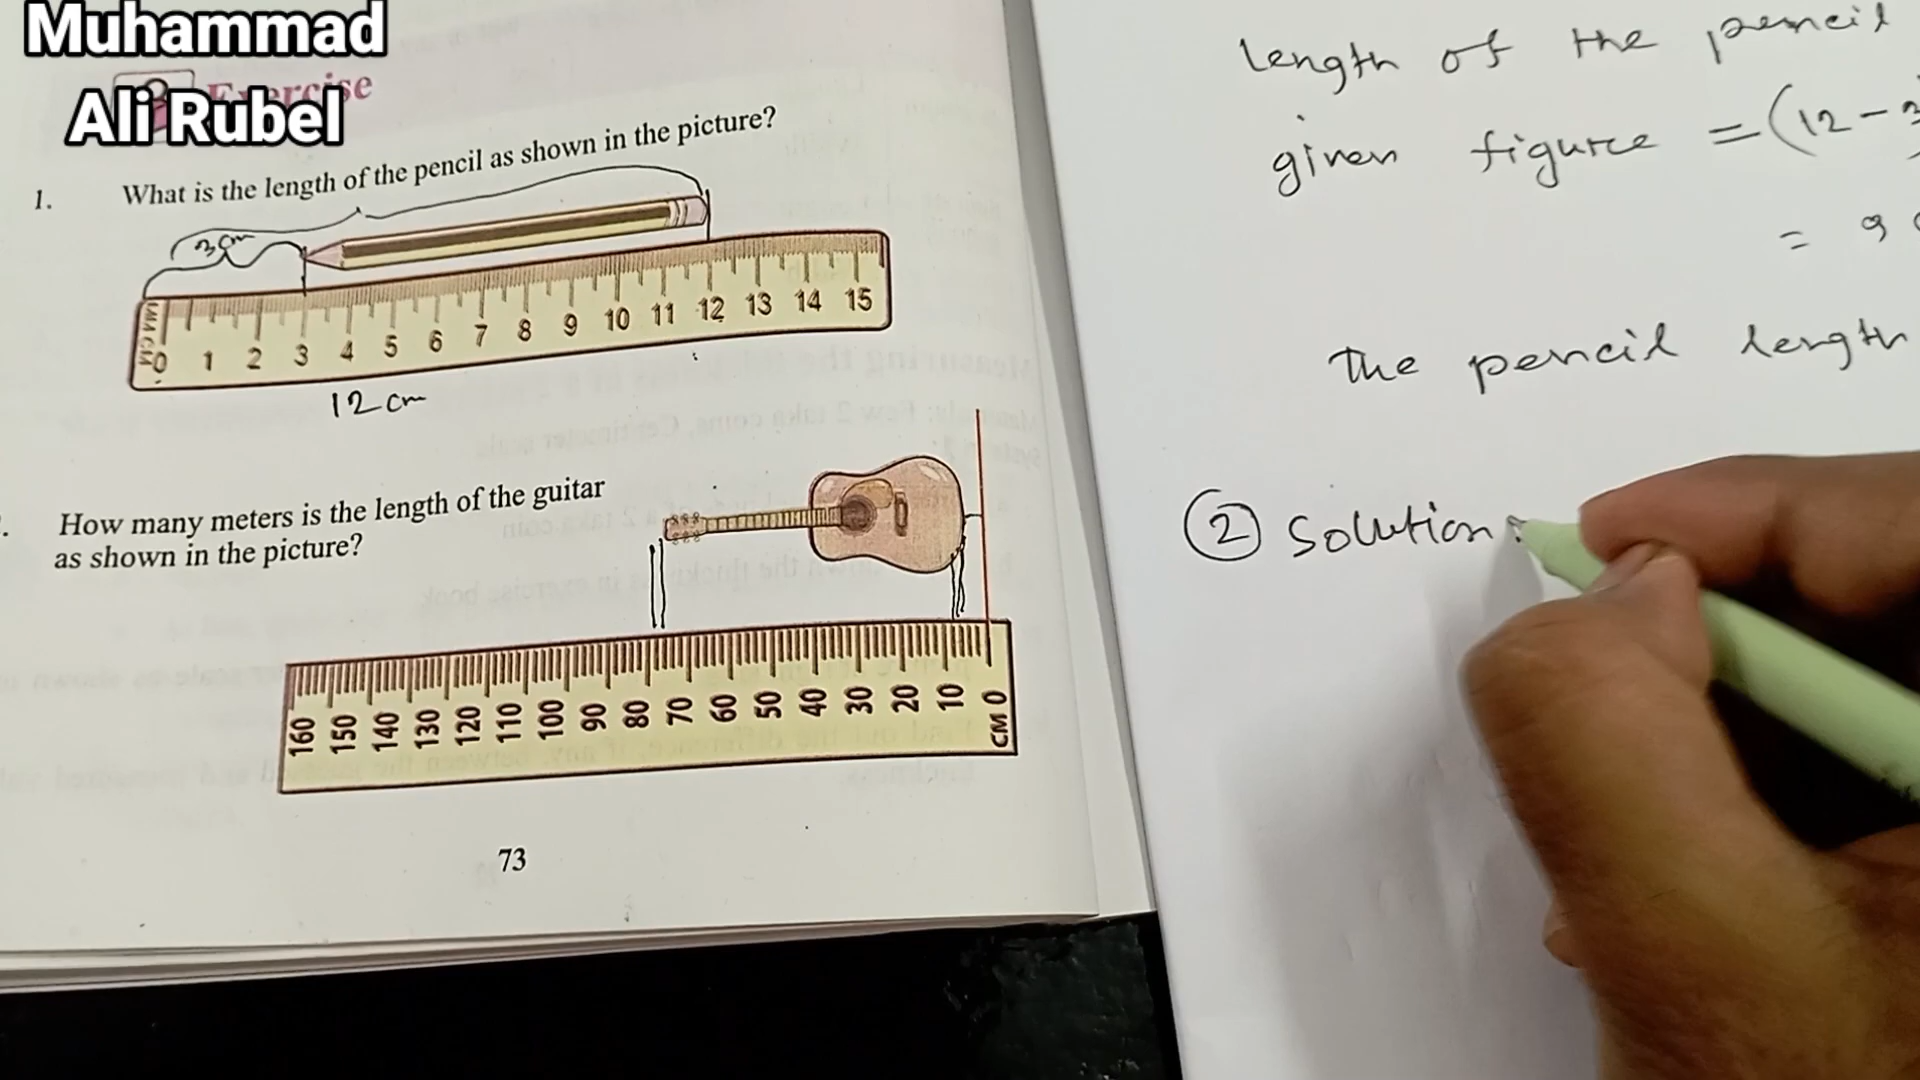 Muhammad
Ali Rubel
Exercise
1. What is the length of the pencil as shown in the picture?
3cm
0 1 2 3 4 5 6 7 8 9 10 11 12 13 14 15
12 cm
How many meters is the length of the guitar
as shown in the picture?
160 150 140 130 120 110 100 90 80 70 60 50 40 30 20 10 CM 0
73
length of the pencil
given figure = (12 - 3
= 9
The pencil length
2 Solution: